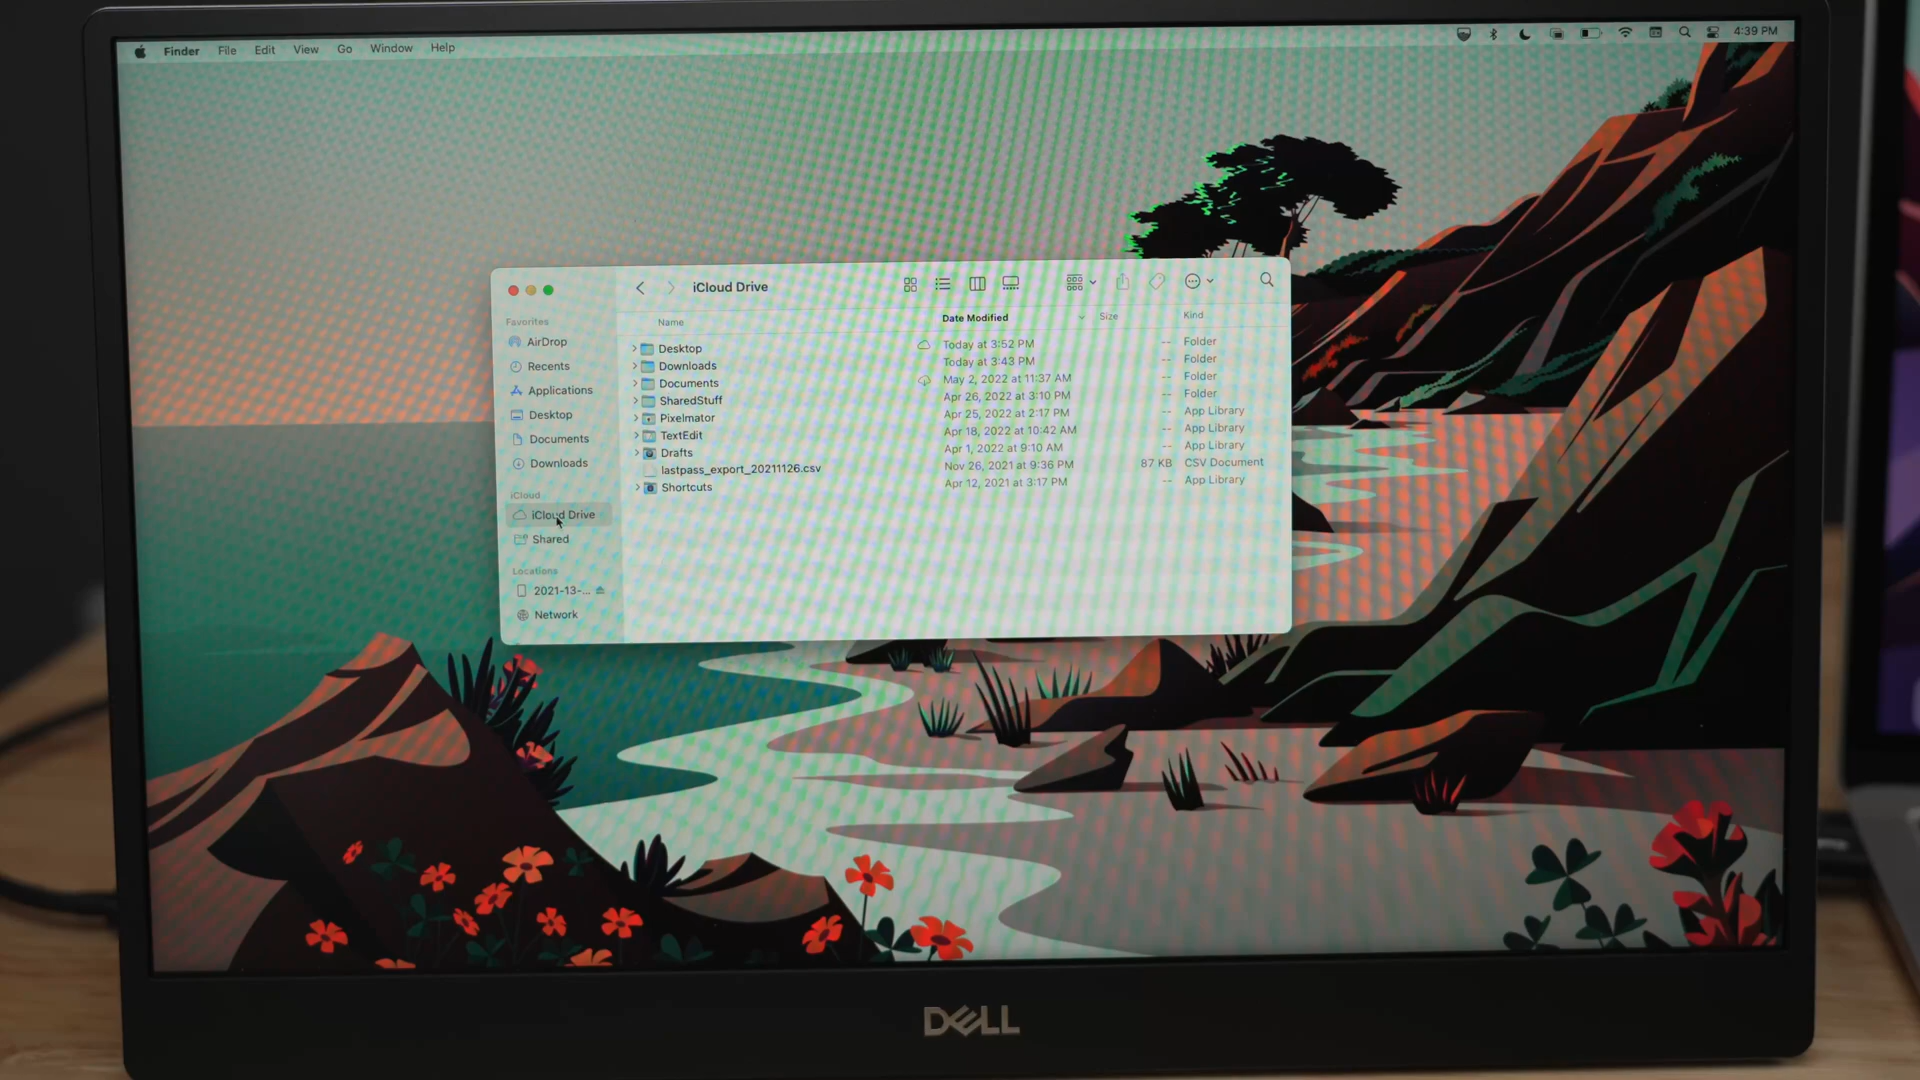 Finder File Edit View Go Window Help 4:39 PM
iCloud Drive
Favorites
AirDrop
Recents
Applications
Desktop
Documents
Downloads
iCloud
iCloud Drive
Shared
Locations
2021-13-...
Network
Name Date Modified Size Kind
Desktop Today at 3:52 PM -- Folder
Downloads Today at 3:43 PM -- Folder
Documents May 2, 2022 at 11:37 AM -- Folder
SharedStuff Apr 26, 2022 at 3:10 PM -- Folder
Pixelmator Apr 25, 2022 at 2:17 PM -- App Library
TextEdit Apr 18, 2022 at 10:42 AM -- App Library
Drafts Apr 1, 2022 at 9:10 AM -- App Library
lastpass_export_20211126.csv Nov 26, 2021 at 9:36 PM 87 KB CSV Document
Shortcuts Apr 12, 2021 at 3:17 PM -- App Library
DELL